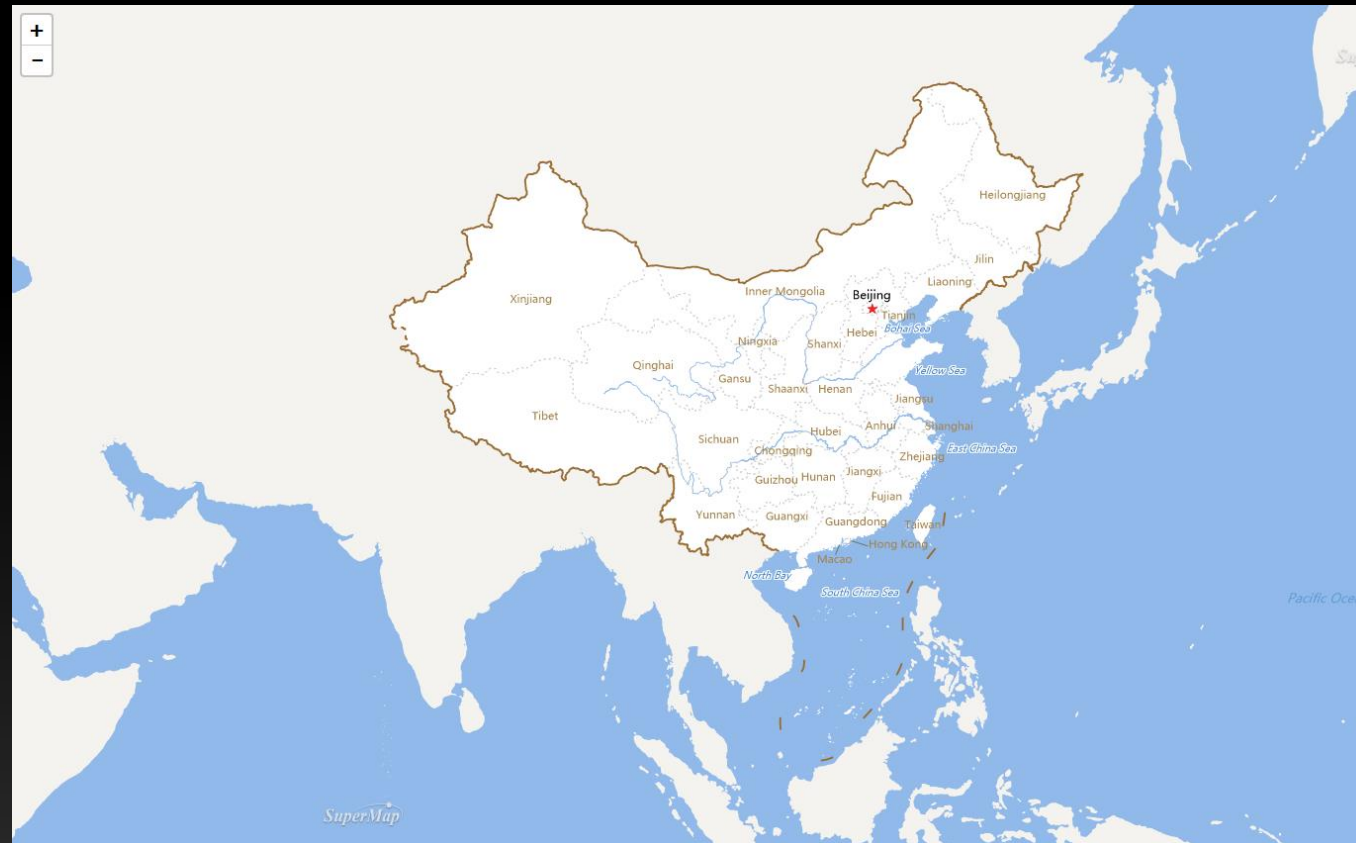 +
−
Heilongjiang
Jilin
Inner Mongolia
Liaoning
Xinjiang
Beijing
Tianjin
Bohai Sea
Hebei
Ningxia
Shanxi
Qinghai
Gansu
Yellow Sea
Shaanxi
Henan
Jiangsu
Tibet
Hubei
Anhui
Shanghai
Sichuan
Chongqing
East China Sea
Zhejiang
Jiangxi
Guizhou
Hunan
Fujian
Yunnan
Guangxi
Guangdong
Taiwan
Hong Kong
Macao
North Bay
South China Sea
Pacific
SuperMap